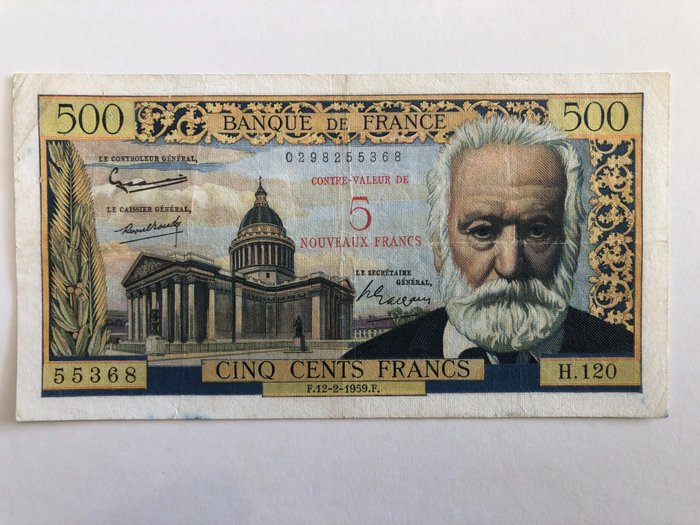 500
BANQUE DE FRANCE
500
LE CONTROLEUR GÉNÉRAL,
0298255368
CONTRE-VALEUR DE
5
NOUVEAUX FRANCS
LE CAISSIER GÉNÉRAL,
LE SECRÉTAIRE
GÉNÉRAL,
55368
CINQ CENTS FRANCS
H.120
F.12-2-1959.F.